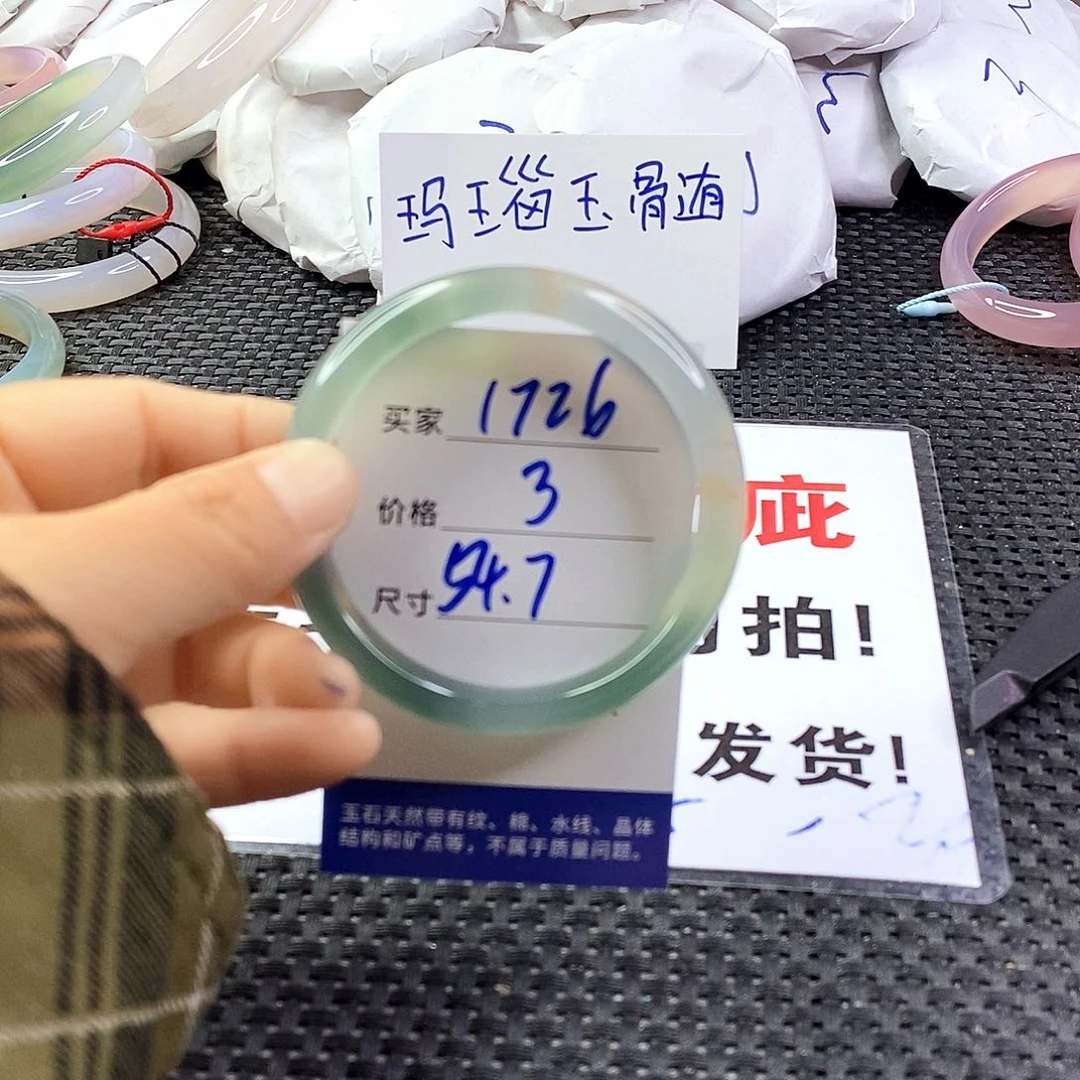 「玛瑙玉骨髓」
买家 1726
价格 3
尺寸 54.7
疵
拍!
发货!
玉石天然带有纹、棉、水线、晶体
结构和矿点等，不属于质量问题。